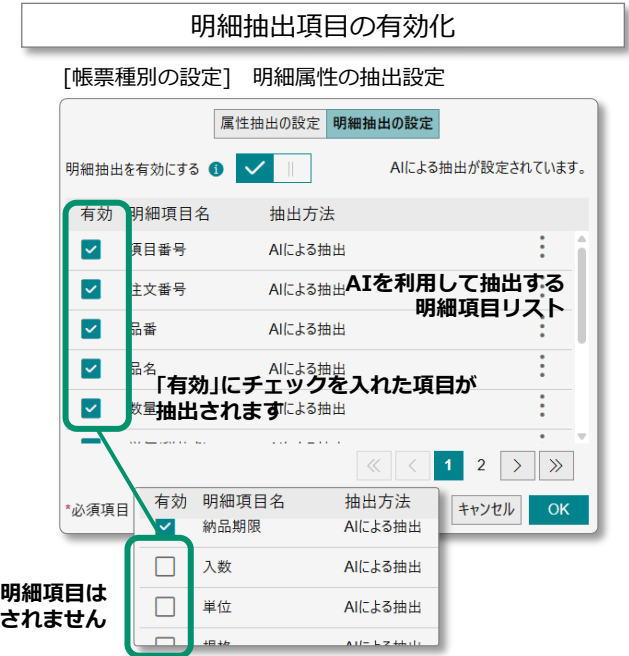 明細抽出項目の有効化
[帳票種別の設定]　明細属性の抽出設定
属性抽出の設定 明細抽出の設定
明細抽出を有効にする AIによる抽出が設定されています。
有効 明細項目名 抽出方法
項目番号 AIによる抽出
注文番号 AIによる抽出
AIを利用して抽出する
明細項目リスト
品番 AIによる抽出
品名 AIによる抽出
「有効」にチェックを入れた項目が
抽出されます
数量 AIによる抽出
1 2
*必須項目 キャンセル OK
有効 明細項目名 抽出方法
納品期限 AIによる抽出
入数 AIによる抽出
単位 AIによる抽出
明細項目は
されません